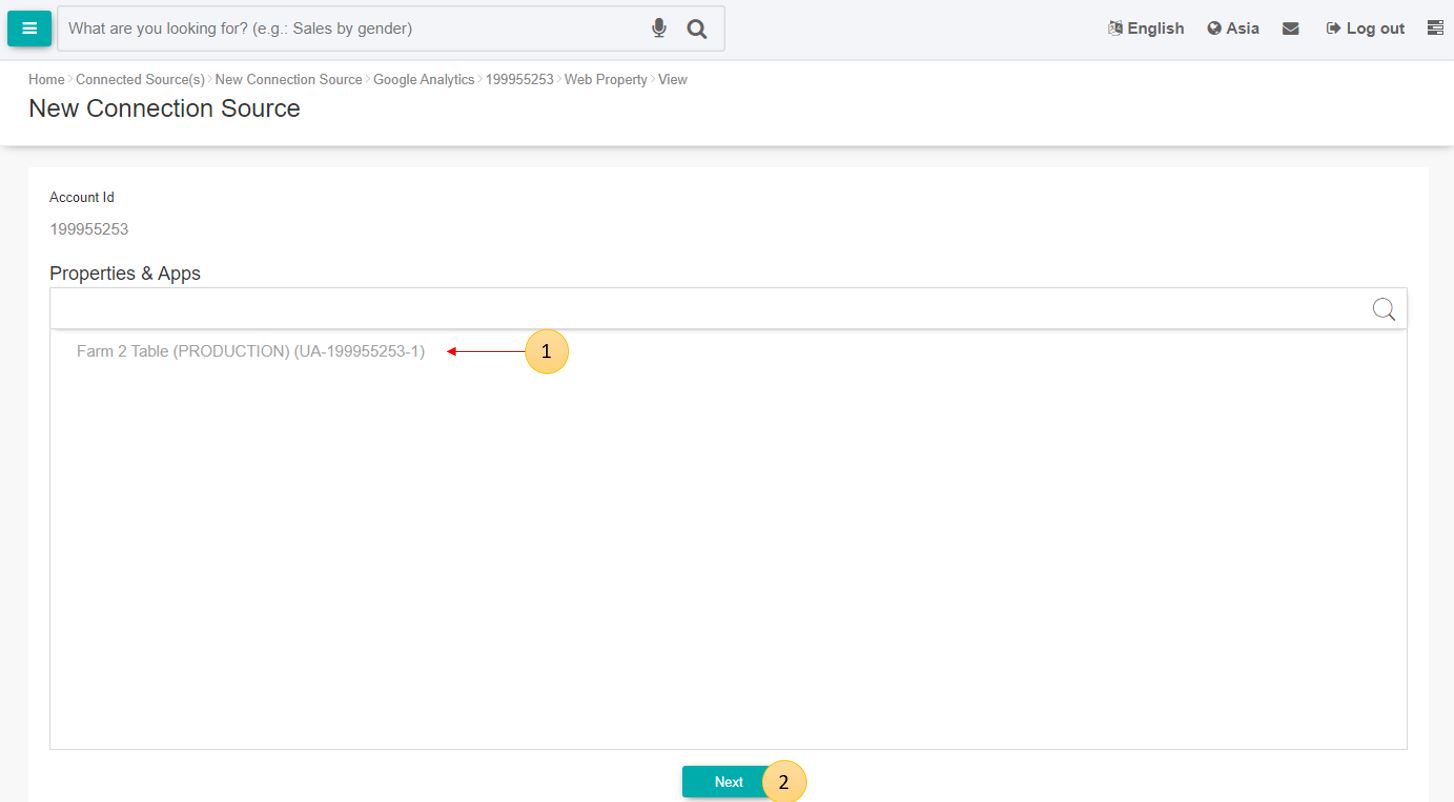 What are you looking for? (e.g.: Sales by gender)
English Asia Log out
Home > Connected Source(s) > New Connection Source > Google Analytics > 199955253 > Web Property > View
New Connection Source
Account Id
199955253
Properties & Apps
Farm 2 Table (PRODUCTION) (UA-199955253-1) 1
Next 2